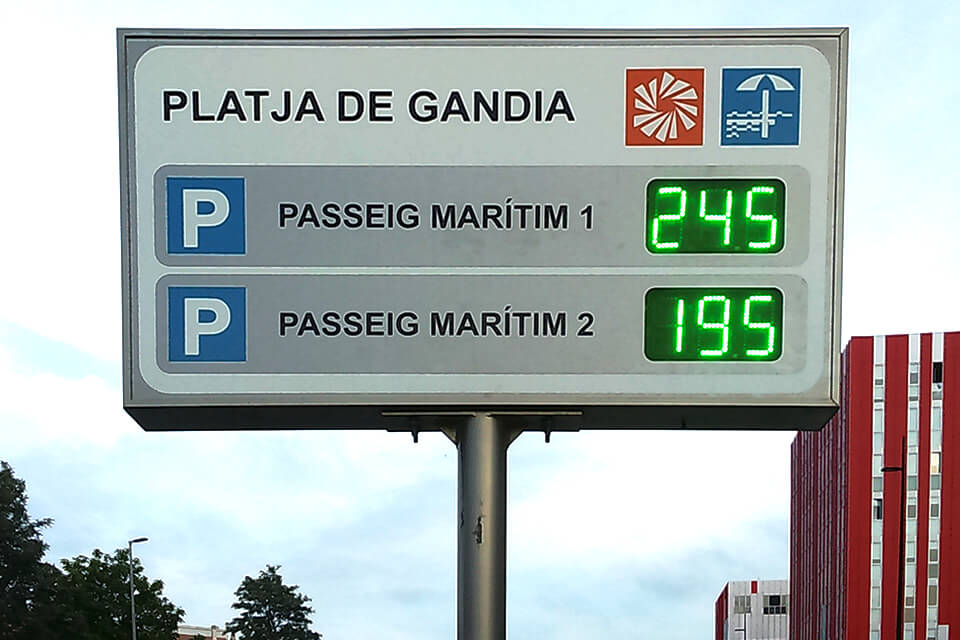 PLATJA DE GANDIA
P PASSEIG MARÍTIM 1 245
P PASSEIG MARÍTIM 2 195